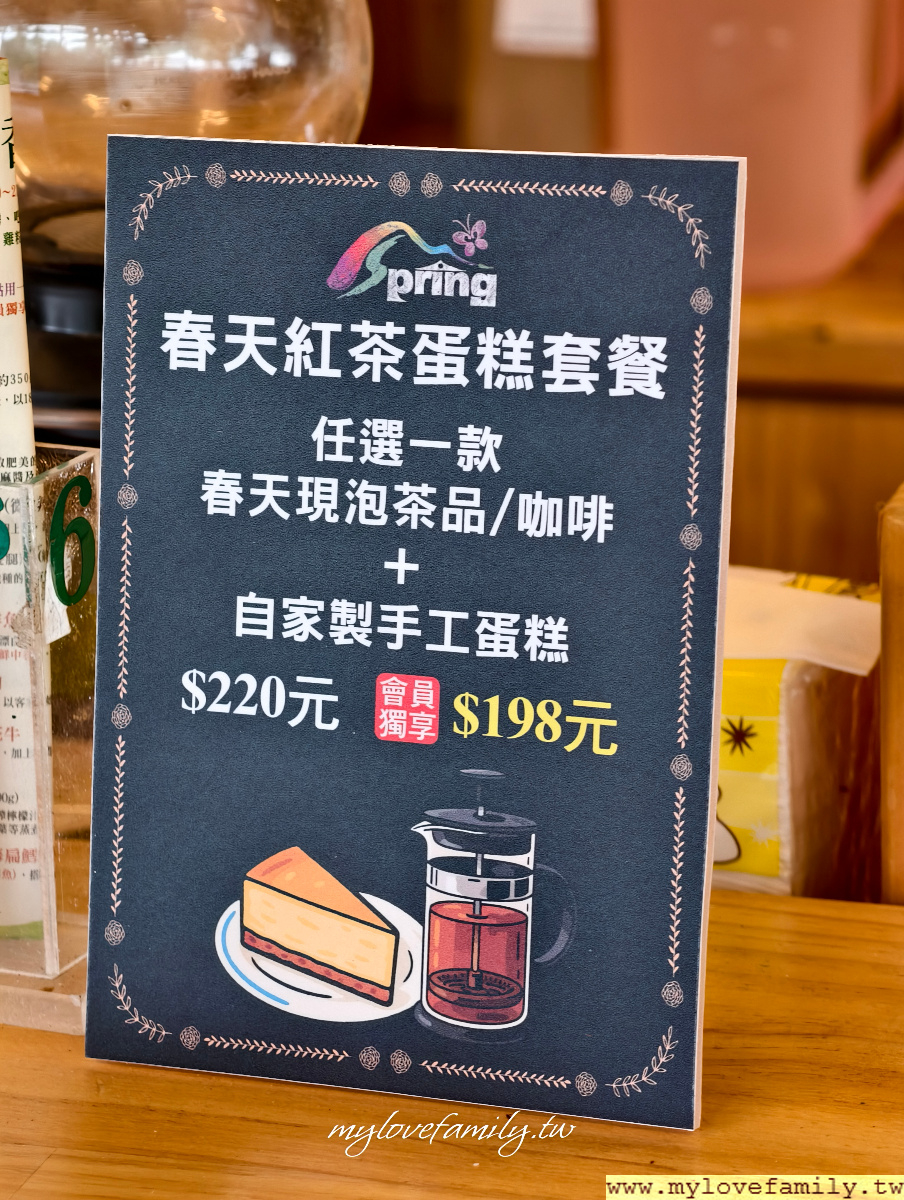 Spring
春天紅茶蛋糕套餐
任選一款
春天現泡茶品/咖啡
+
自家製手工蛋糕
$220元 會員獨享 $198元
6
mylovefamily.tw
www.mylovefamily.tw